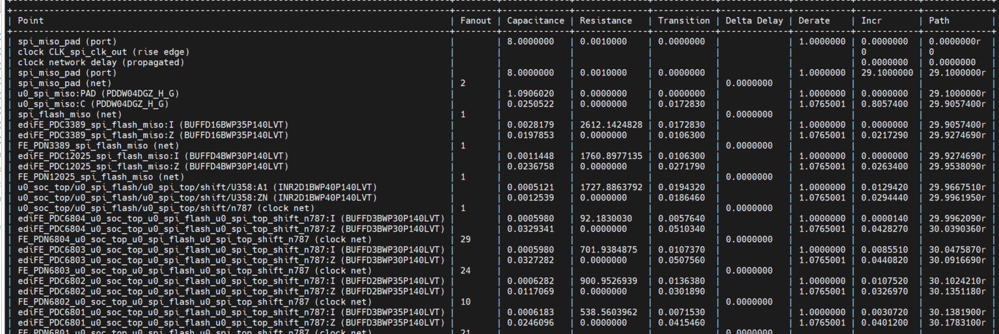 +---+---+---+---+---+---+---+---+---+
| Point | Fanout | Capacitance | Resistance | Transition | Delta Delay | Derate | Incr | Path |
+---+---+---+---+---+---+---+---+---+
| spi_miso_pad (port) | | 8.0000000 | 0.0010000 | 0.0000000 | | 1.0000000 | 0.0000000 | 0.0000000r |
| clock CLK_spi_clk_out (rise edge) | | | | | | | 0 | 0 |
| clock network delay (propagated) | | | | | | | 0.0000000 | 0.0000000 |
| spi_miso_pad (port) | | 8.0000000 | 0.0010000 | 0.0000000 | | 1.0000000 | 29.1000000 | 29.1000000r |
| spi_miso_pad (net) | 2 | | | | 0.0000000 | | | |
| u0_spi_miso:PAD (PDDW04DGZ_H_G) | | 1.0906020 | 0.0000000 | 0.0000000 | | 1.0000000 | 0.0000000 | 29.1000000r |
| u0_spi_miso:C (PDDW04DGZ_H_G) | | 0.0250522 | 0.0000000 | 0.0172830 | | 1.0765001 | 0.8057400 | 29.9057400r |
| spi_flash_miso (net) | 1 | | | | 0.0000000 | | | |
| ediFE_PDC3389_spi_flash_miso:I (BUFFD16BWP35P140LVT) | | 0.0028179 | 2612.1424828 | 0.0172830 | | 1.0000000 | 0.0000000 | 29.9057400r |
| ediFE_PDC3389_spi_flash_miso:Z (BUFFD16BWP35P140LVT) | | 0.0197853 | 0.0000000 | 0.0106300 | | 1.0765001 | 0.0217290 | 29.9274690r |
| FE_PDN3389_spi_flash_miso (net) | 1 | | | | 0.0000000 | | | |
| ediFE_PDC12025_spi_flash_miso:I (BUFFD4BWP30P140LVT) | | 0.0011448 | 1760.8977135 | 0.0106300 | | 1.0000000 | 0.0000000 | 29.9274690r |
| ediFE_PDC12025_spi_flash_miso:Z (BUFFD4BWP30P140LVT) | | 0.0236758 | 0.0000000 | 0.0271790 | | 1.0765001 | 0.0263400 | 29.9538090r |
| FE_PDN12025_spi_flash_miso (net) | 1 | | | | 0.0000000 | | | |
| u0_soc_top/u0_spi_flash/u0_spi_top/shift/U358:A1 (INR2D1BWP40P140LVT) | | 0.0005121 | 1727.8863792 | 0.0194320 | | 1.0000000 | 0.0129420 | 29.9667510r |
| u0_soc_top/u0_spi_flash/u0_spi_top/shift/U358:ZN (INR2D1BWP40P140LVT) | | 0.0012539 | 0.0000000 | 0.0186460 | | 1.0765001 | 0.0294440 | 29.9961950r |
| u0_soc_top/u0_spi_flash/u0_spi_top/shift/n787 (clock net) | 1 | | | | 0.0000000 | | | |
| ediFE_PDC6804_u0_soc_top_u0_spi_flash_u0_spi_top_shift_n787:I (BUFFD3BWP30P140LVT) | | 0.0005980 | 92.1830030 | 0.0057640 | | 1.0000000 | 0.0000140 | 29.9962090r |
| ediFE_PDC6804_u0_soc_top_u0_spi_flash_u0_spi_top_shift_n787:Z (BUFFD3BWP30P140LVT) | | 0.0329341 | 0.0000000 | 0.0510340 | | 1.0765001 | 0.0428270 | 30.0390360r |
| FE_PDN6804_u0_soc_top_u0_spi_flash_u0_spi_top_shift_n787 (clock net) | 29 | | | | 0.0000000 | | | |
| ediFE_PDC6803_u0_soc_top_u0_spi_flash_u0_spi_top_shift_n787:I (BUFFD3BWP30P140LVT) | | 0.0005980 | 701.9384875 | 0.0107370 | | 1.0000000 | 0.0085510 | 30.0475870r |
| ediFE_PDC6803_u0_soc_top_u0_spi_flash_u0_spi_top_shift_n787:Z (BUFFD3BWP30P140LVT) | | 0.0327282 | 0.0000000 | 0.0507560 | | 1.0765001 | 0.0440820 | 30.0916690r |
| FE_PDN6803_u0_soc_top_u0_spi_flash_u0_spi_top_shift_n787 (clock net) | 24 | | | | 0.0000000 | | | |
| ediFE_PDC6802_u0_soc_top_u0_spi_flash_u0_spi_top_shift_n787:I (BUFFD2BWP30P140LVT) | | 0.0006282 | 900.9526939 | 0.0136380 | | 1.0000000 | 0.0107520 | 30.1024210r |
| ediFE_PDC6802_u0_soc_top_u0_spi_flash_u0_spi_top_shift_n787:Z (BUFFD2BWP35P140LVT) | | 0.0117069 | 0.0000000 | 0.0301890 | | 1.0765001 | 0.0326970 | 30.1351180r |
| FE_PDN6802_u0_soc_top_u0_spi_flash_u0_spi_top_shift_n787 (clock net) | 10 | | | | 0.0000000 | | | |
| ediFE_PDC6801_u0_soc_top_u0_spi_flash_u0_spi_top_shift_n787:I (BUFFD3BWP30P140LVT) | | 0.0006183 | 538.5603962 | 0.0071530 | | 1.0000000 | 0.0030720 | 30.1381900r |
| ediFE_PDC6801_u0_soc_top_u0_spi_flash_u0_spi_top_shift_n787:Z (BUFFD3BWP30P140LVT) | | 0.0246096 | 0.0000000 | 0.0415460 | | 1.0765001 | 0.0401200 | 30.1783100r |
| FE_PDN6801_u0_soc_top_u0_spi_flash_u0_spi_top_shift_n787 (clock net) | 21 | | | | 0.0000000 | | | |